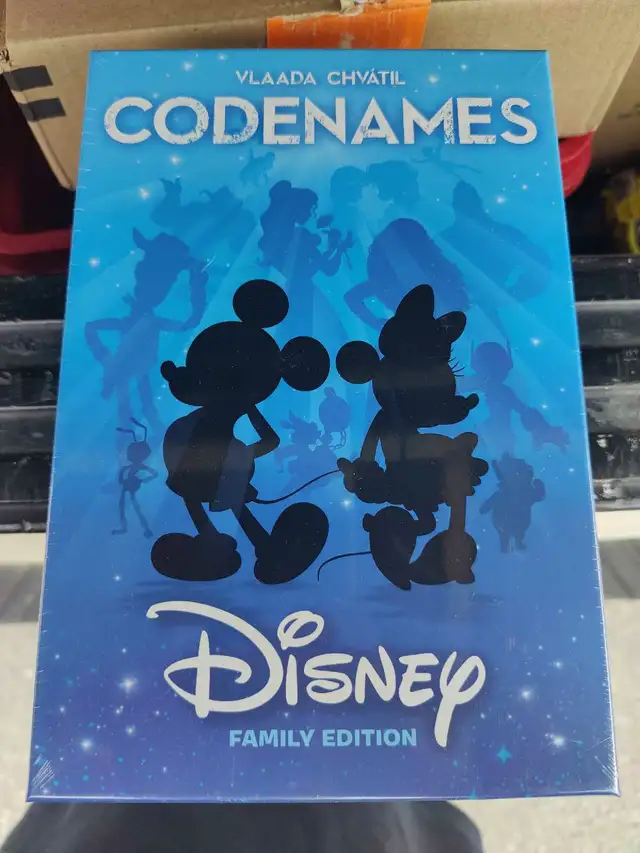 VLAADA CHVÁTIL
CODENAMES
Disney
FAMILY EDITION